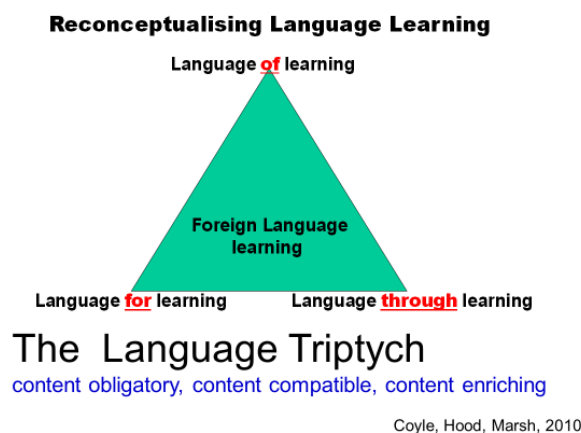 Reconceptualising Language Learning
Language of learning
Foreign Language
learning
Language for learning
Language through learning
The Language Triptych
content obligatory, content compatible, content enriching
Coyle, Hood, Marsh, 2010